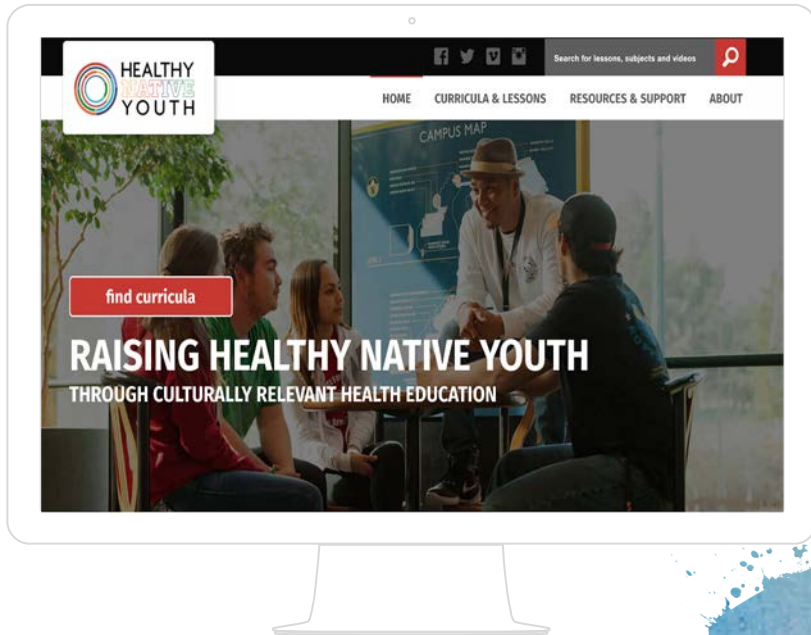 HEALTHY
NATIVE
YOUTH
Search for lessons, subjects and videos
HOME CURRICULA & LESSONS RESOURCES & SUPPORT ABOUT
CAMPUS MAP
find curricula
RAISING HEALTHY NATIVE YOUTH
THROUGH CULTURALLY RELEVANT HEALTH EDUCATION